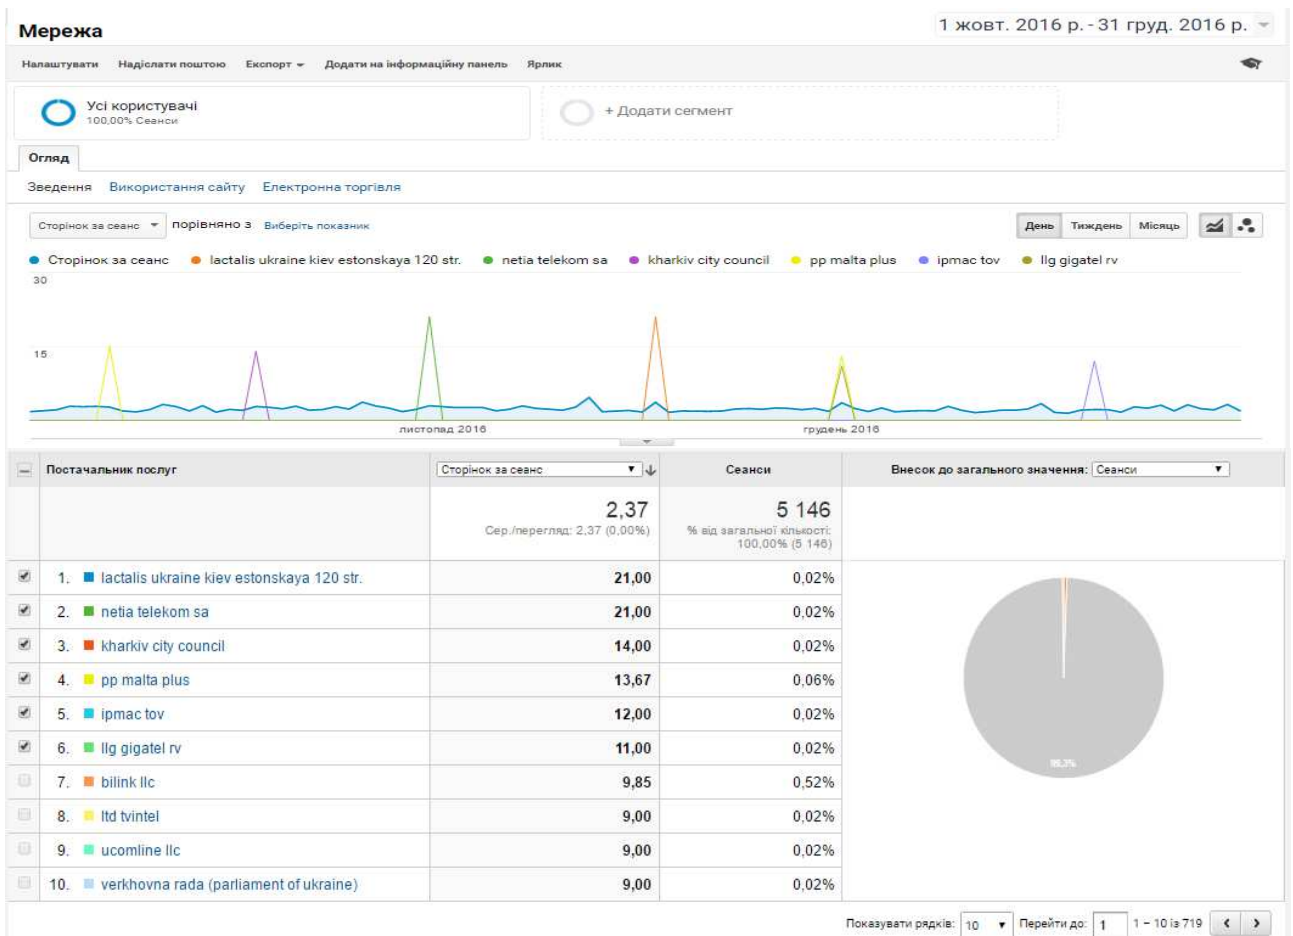 Мережа
1 жовт. 2016 р. - 31 груд. 2016 р.
Налаштувати Надіслати поштою Експорт Додати на інформаційну панель Ярлик
Усі користувачі
100,00% Сеанси
+ Додати сегмент
Огляд
Зведення Використання сайту Електронна торгівля
Сторінок за сеанс порівняно з Виберіть показник
День Тиждень Місяць
Сторінок за сеанс lactalis ukraine kiev estonskaya 120 str. netia telekom sa kharkiv city council pp malta plus ipmac tov llg gigatel rv
30
15
листопад 2016 грудень 2016
Постачальник послуг Сторінок за сеанс Сеанси Внесок до загального значення: Сеанси
2,37 5 146
Сер./перегляд: 2,37 (0,00%) % від загальної кількості:
100,00% (5 146)
1. lactalis ukraine kiev estonskaya 120 str. 21,00 0,02%
2. netia telekom sa 21,00 0,02%
3. kharkiv city council 14,00 0,02%
4. pp malta plus 13,67 0,06%
5. ipmac tov 12,00 0,02%
6. llg gigatel rv 11,00 0,02%
7. bilink llc 9,85 0,52%
8. ltd tvintel 9,00 0,02%
9. ucomline llc 9,00 0,02%
10. verkhovna rada (parliament of ukraine) 9,00 0,02%
99,3%
Показувати рядків: 10 Перейти до: 1 1 – 10 із 719